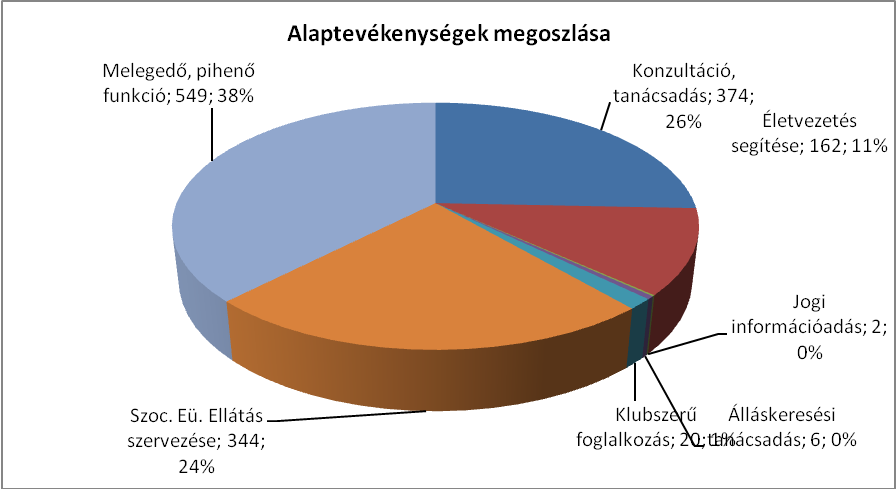 Alaptevékenységek megoszlása
Melegedő, pihenő
funkció; 549; 38%
Konzultáció,
tanácsadás; 374;
26%
Életvezetés
segítése; 162; 11%
Jogi
információadás; 2;
0%
Álláskeresési
tanácsadás; 6; 0%
Klubszerű
foglalkozás; 20; 1%
Szoc. Eü. Ellátás
szervezése; 344;
24%